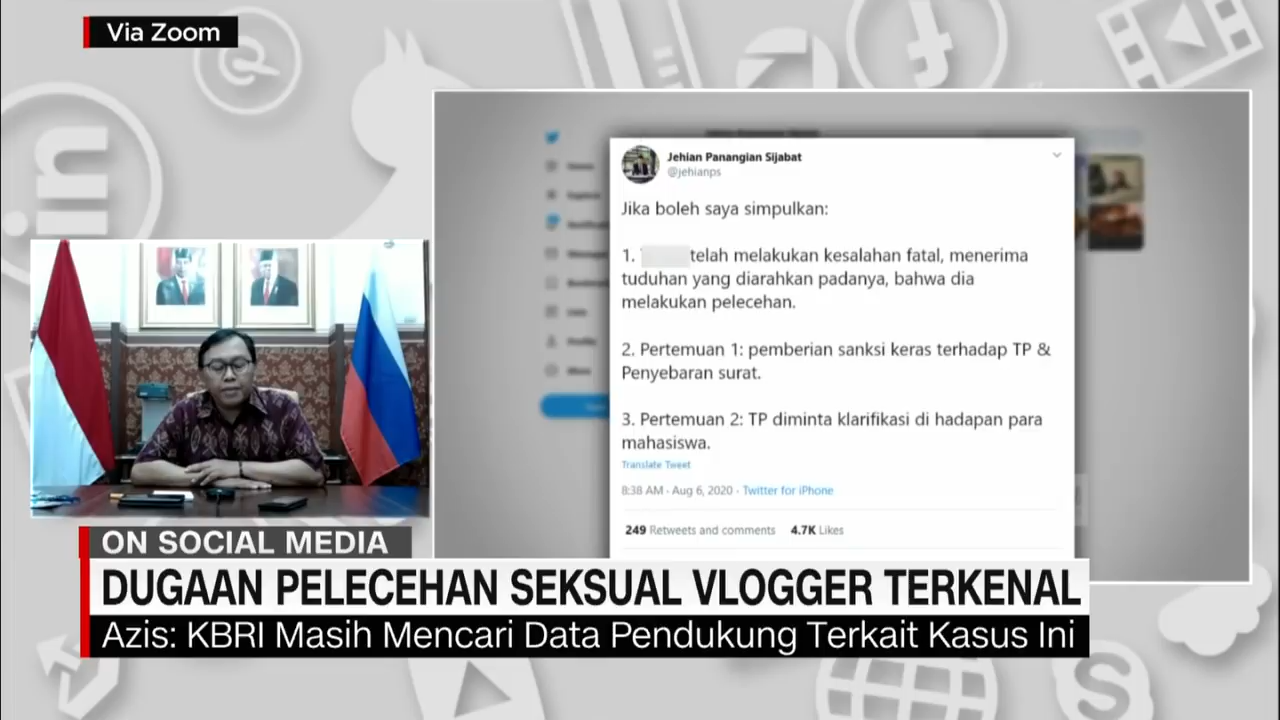 Via Zoom
Jehian Panangian Sijabat
@jehianps
Jika boleh saya simpulkan:
1. telah melakukan kesalahan fatal, menerima
tuduhan yang diarahkan padanya, bahwa dia
melakukan pelecehan.
2. Pertemuan 1: pemberian sanksi keras terhadap TP &
Penyebaran surat.
3. Pertemuan 2: TP diminta klarifikasi di hadapan para
mahasiswa.
Translate Tweet
8:38 AM · Aug 6, 2020 · Twitter for iPhone
249 Retweets and comments 4.7K Likes
ON SOCIAL MEDIA
DUGAAN PELECEHAN SEKSUAL VLOGGER TERKENAL
Azis: KBRI Masih Mencari Data Pendukung Terkait Kasus Ini